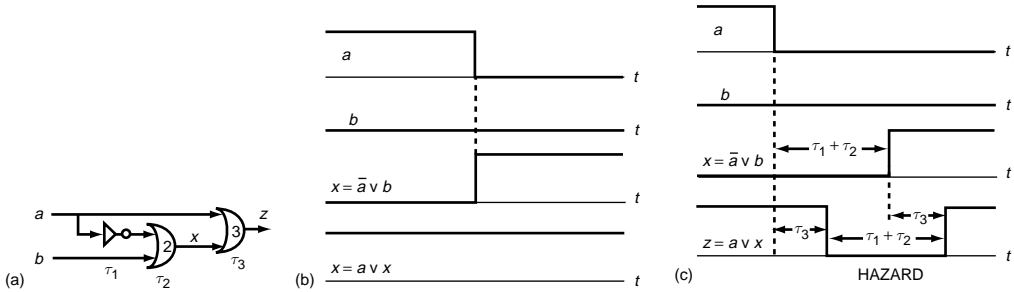 a
b
τ1
2
τ2
x
3
τ3
z
(a)
a
t
b
t
x = a̅ v b
t
x = a v x
t
(b)
a
t
b
t
τ1 + τ2
x = a̅ v b
t
τ3
τ3
τ1 + τ2
z = a v x
t
HAZARD
(c)